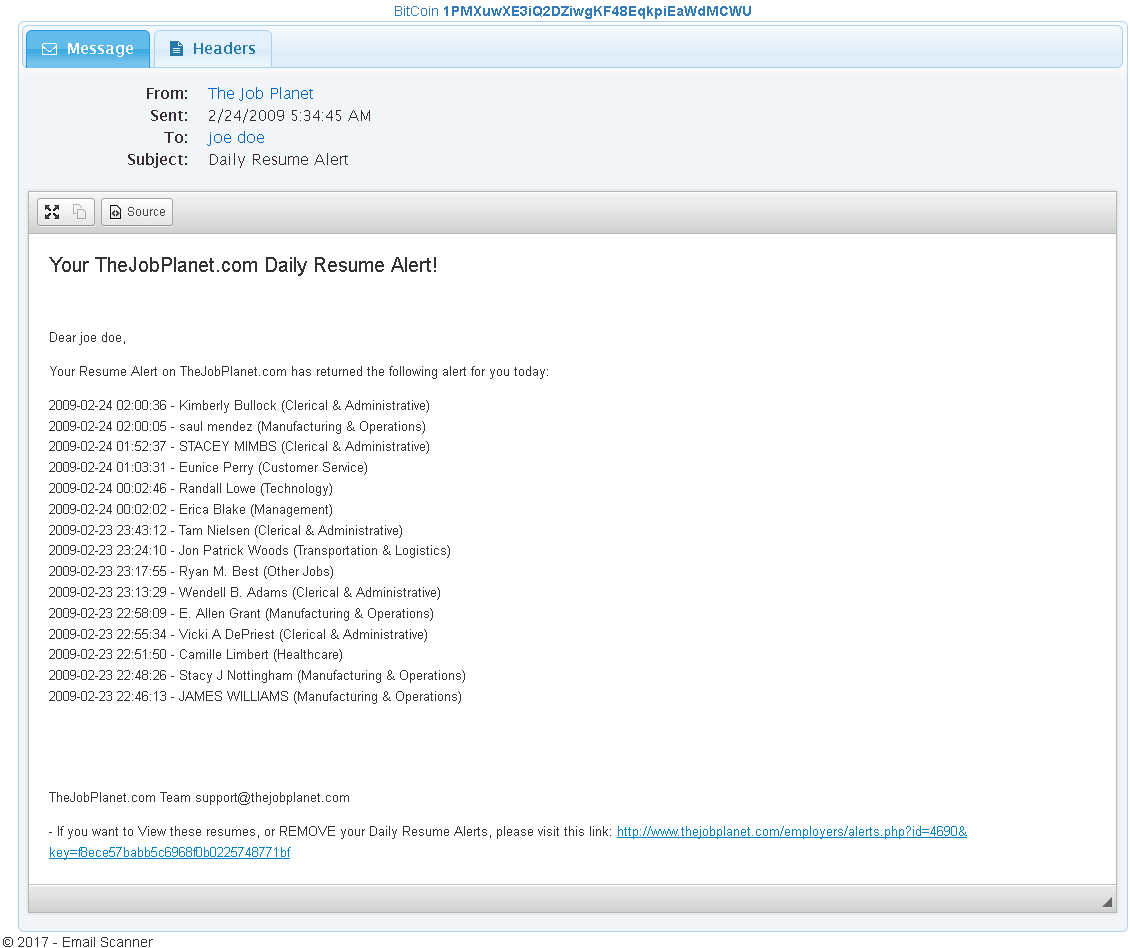 BitCoin 1PMXuwXE3iQ2DZiwgKF48EqkpiEaWdMCWU
Message Headers
From: The Job Planet
Sent: 2/24/2009 5:34:45 AM
To: joe doe
Subject: Daily Resume Alert
Source
Your TheJobPlanet.com Daily Resume Alert!
Dear joe doe,
Your Resume Alert on TheJobPlanet.com has returned the following alert for you today:
2009-02-24 02:00:36 - Kimberly Bullock (Clerical & Administrative)
2009-02-24 02:00:05 - saul mendez (Manufacturing & Operations)
2009-02-24 01:52:37 - STACEY MIMBS (Clerical & Administrative)
2009-02-24 01:03:31 - Eunice Perry (Customer Service)
2009-02-24 00:02:46 - Randall Lowe (Technology)
2009-02-24 00:02:02 - Erica Blake (Management)
2009-02-23 23:43:12 - Tam Nielsen (Clerical & Administrative)
2009-02-23 23:24:10 - Jon Patrick Woods (Transportation & Logistics)
2009-02-23 23:17:55 - Ryan M. Best (Other Jobs)
2009-02-23 23:13:29 - Wendell B. Adams (Clerical & Administrative)
2009-02-23 22:58:09 - E. Allen Grant (Manufacturing & Operations)
2009-02-23 22:55:34 - Vicki A DePriest (Clerical & Administrative)
2009-02-23 22:51:50 - Camille Limbert (Healthcare)
2009-02-23 22:48:26 - Stacy J Nottingham (Manufacturing & Operations)
2009-02-23 22:46:13 - JAMES WILLIAMS (Manufacturing & Operations)
TheJobPlanet.com Team support@thejobplanet.com
- If you want to View these resumes, or REMOVE your Daily Resume Alerts, please visit this link: http://www.thejobplanet.com/employers/alerts.php?id=4690&
key=f8ece57babb5c6968f0b0225748771bf
© 2017 - Email Scanner